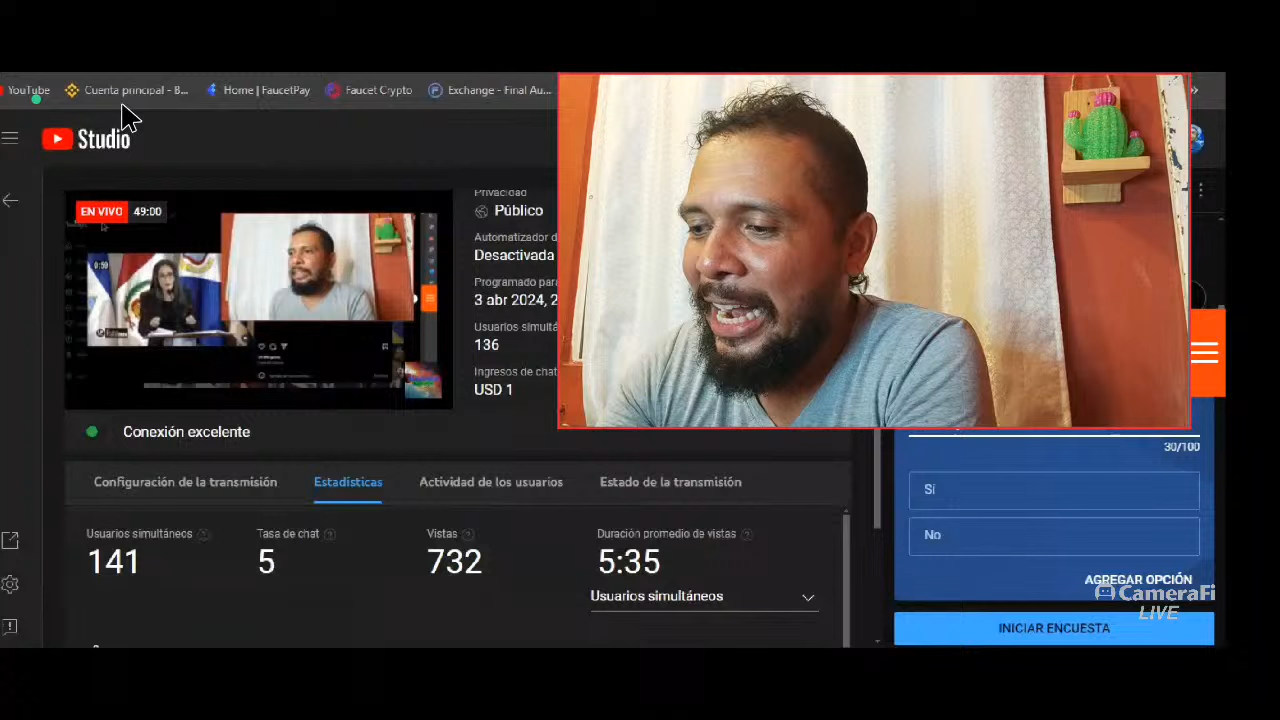 YouTube
Cuenta principal - B...
Home | FaucetPay
Faucet Crypto
Exchange - Final Au...
»
Studio
EN VIVO 49:00
Privacidad
Público
Automatizador d
Desactivada
Programado para
3 abr 2024, 2
Usuarios simultá
136
Ingresos de chat
USD 1
Conexión excelente
30/100
Sí
No
AGREGAR OPCIÓN
CameraFi
LIVE
INICIAR ENCUESTA
Configuración de la transmisión
Estadísticas
Actividad de los usuarios
Estado de la transmisión
Usuarios simultáneos
141
Tasa de chat
5
Vistas
732
Duración promedio de vistas
5:35
Usuarios simultáneos